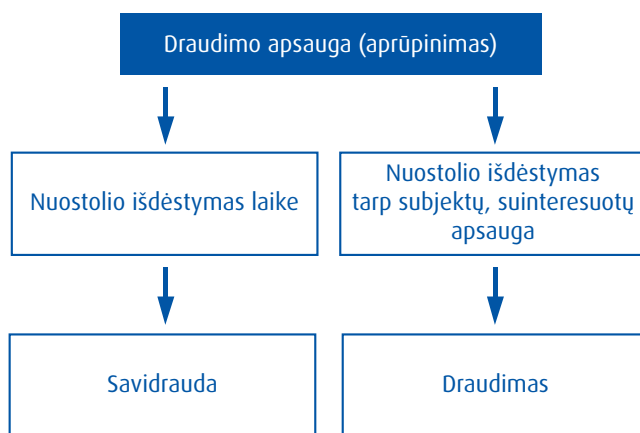 Draudimo apsauga (aprūpinimas)
Nuostolio išdėstymas laike
Nuostolio išdėstymas
tarp subjektų, suinteresuotų
apsauga
Savidrauda
Draudimas